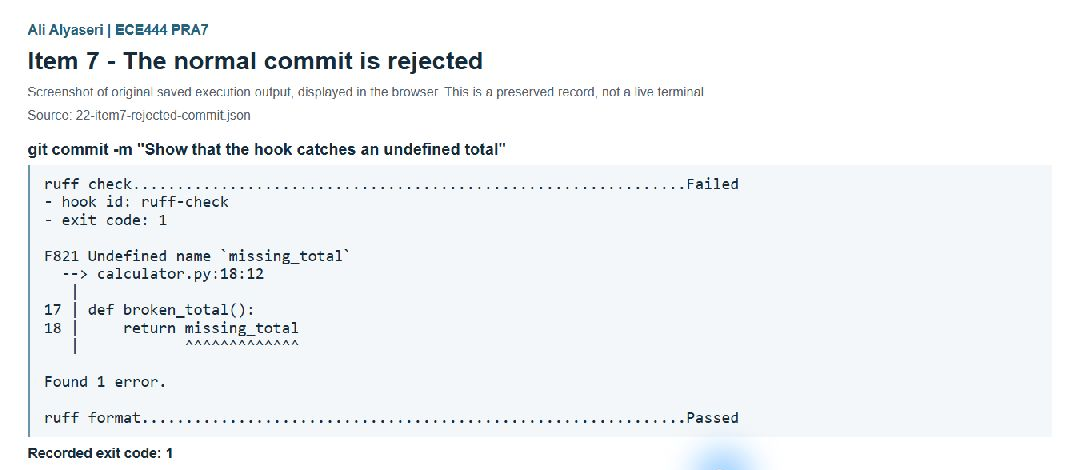 Ali Alyaseri | ECE444 PRA7
Item 7 - The normal commit is rejected
Screenshot of original saved execution output, displayed in the browser. This is a preserved record, not a live terminal
Source: 22-item7-rejected-commit.json
git commit -m "Show that the hook catches an undefined total"
ruff check................................................................Failed
- hook id: ruff-check
- exit code: 1
F821 Undefined name `missing_total`
  --> calculator.py:18:12
   |
17 | def broken_total():
18 |     return missing_total
   |            ^^^^^^^^^^^^^
Found 1 error.
ruff format...............................................................Passed
Recorded exit code: 1